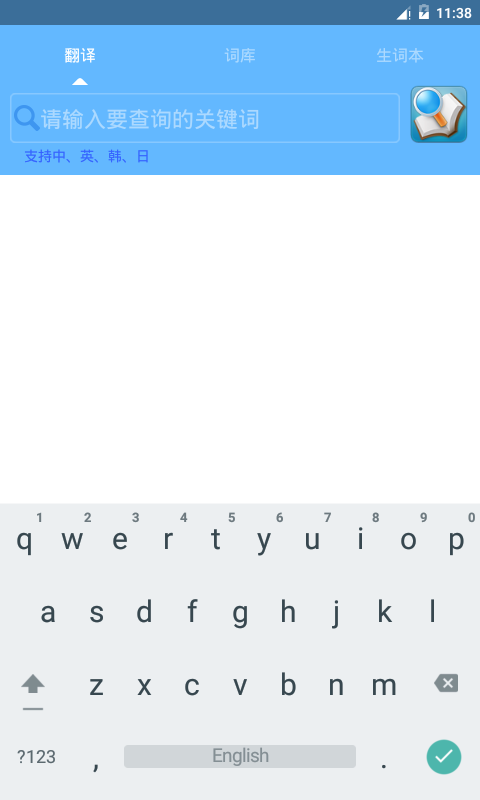 11:38
翻译 词库 生词本
请输入要查询的关键词
支持中、英、韩、日
1 2 3 4 5 6 7 8 9 0
q w e r t y u i o p
a s d f g h j k l
z x c v b n m
?123 , English .